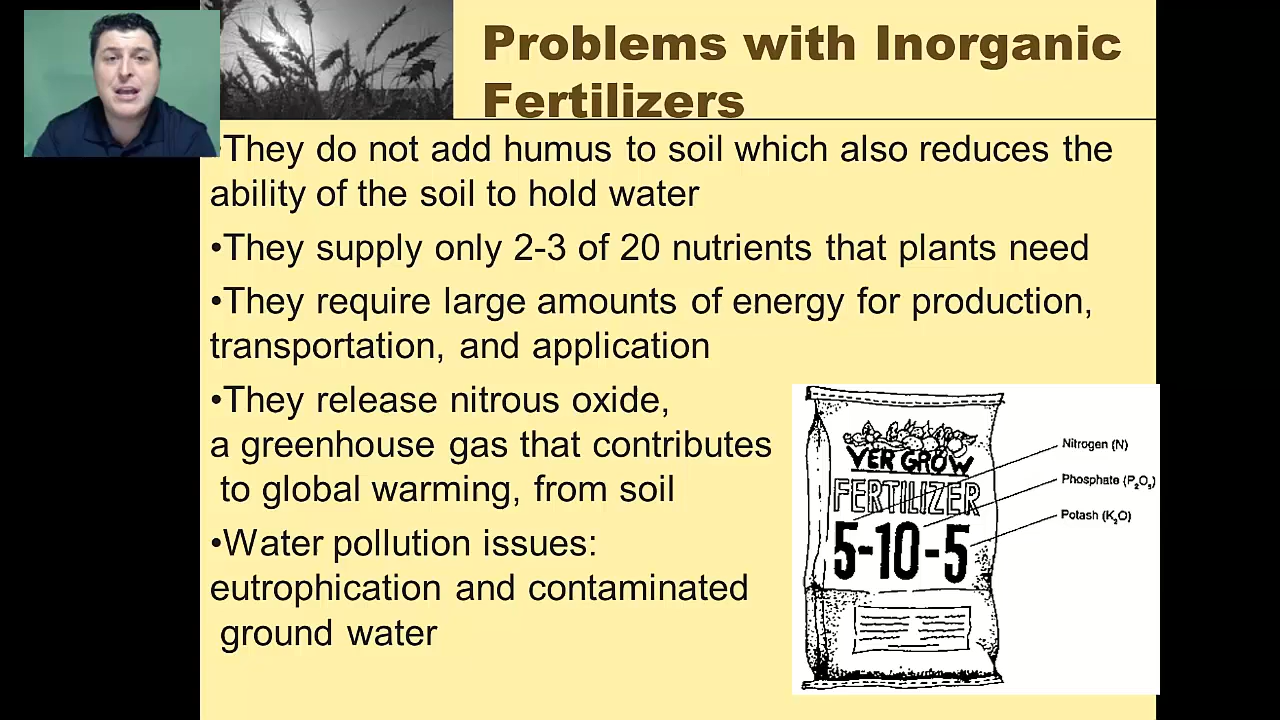 Problems with Inorganic
Fertilizers
•They do not add humus to soil which also reduces the
ability of the soil to hold water
•They supply only 2-3 of 20 nutrients that plants need
•They require large amounts of energy for production,
transportation, and application
•They release nitrous oxide,
a greenhouse gas that contributes
to global warming, from soil
•Water pollution issues:
eutrophication and contaminated
ground water
VER GROW
FERTILIZER
5-10-5
Nitrogen (N)
Phosphate (P₂O₅)
Potash (K₂O)